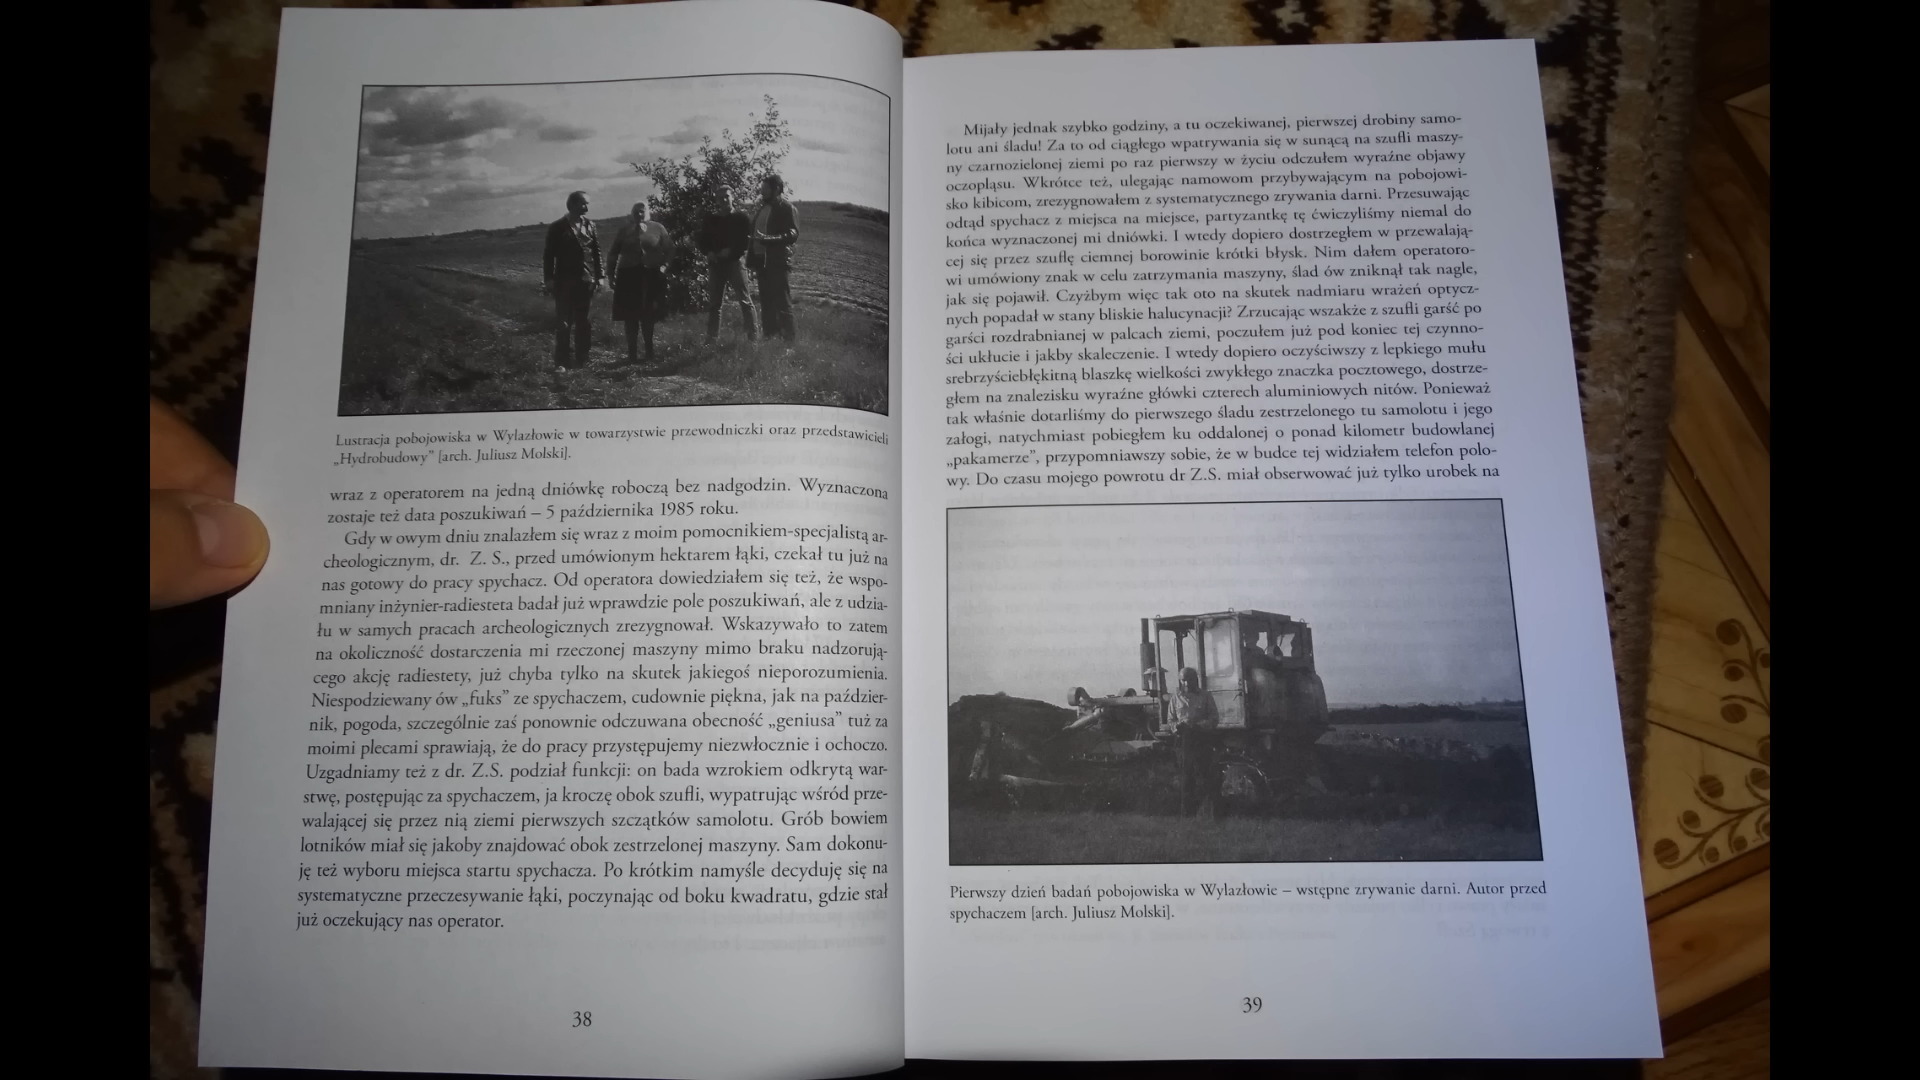 Lustracja pobojowiska w Wylazłowie w towarzystwie przewodniczki oraz przedstawicieli
„Hydrobudowy” [arch. Juliusz Molski].
wraz z operatorem na jedną dniówkę roboczą bez nadgodzin. Wyznaczona
zostaje też data poszukiwań – 5 października 1985 roku.
Gdy w owym dniu znalazłem się wraz z moim pomocnikiem-specjalistą ar-
cheologicznym, dr. Z. S., przed umówionym hektarem łąki, czekał tu już na
nas gotowy do pracy spychacz. Od operatora dowiedziałem się też, że wspo-
mniany inżynier-radiesteta badał już wprawdzie pole poszukiwań, ale z udzia-
łu w samych pracach archeologicznych zrezygnował. Wskazywało to zatem
na okoliczność dostarczenia mi rzeczonej maszyny mimo braku nadzorują-
cego akcję radiestety, już chyba tylko na skutek jakiegoś nieporozumienia.
Niespodziewany ów „fuks” ze spychaczem, cudownie piękna, jak na paździer-
nik, pogoda, szczególnie zaś ponownie odczuwana obecność „geniusa” tuż za
moimi plecami sprawiają, że do pracy przystępujemy niezwłocznie i ochoczo.
Uzgadniamy też z dr. Z.S. podział funkcji: on bada wzrokiem odkrytą war-
stwę, postępując za spychaczem, ja kroczę obok szufli, wypatrując wśród prze-
walającej się przez nią ziemi pierwszych szczątków samolotu. Grób bowiem
lotników miał się jakoby znajdować obok zestrzelonej maszyny. Sam dokonu-
ję też wyboru miejsca startu spychacza. Po krótkim namyśle decyduję się na
systematyczne przeczesywanie łąki, poczynając od boku kwadratu, gdzie stał
już oczekujący nas operator.
38
Mijały jednak szybko godziny, a tu oczekiwanej, pierwszej drobiny samo-
lotu ani śladu! Za to od ciągłego wpatrywania się w sunącą na szufli maszy-
ny czarnozielonej ziemi po raz pierwszy w życiu odczułem wyraźne objawy
oczopląsu. Wkrótce też, ulegając namowom przybywającym na pobojowi-
sko kibicom, zrezygnowałem z systematycznego zrywania darni. Przesuwając
odtąd spychacz z miejsca na miejsce, partyzantkę tę ćwiczyliśmy niemal do
końca wyznaczonej mi dniówki. I wtedy dopiero dostrzegłem w przewalają-
cej się przez szuflę ciemnej borowinie krótki błysk. Nim dałem operatoro-
wi umówiony znak w celu zatrzymania maszyny, ślad ów zniknął tak nagle,
jak się pojawił. Czyżbym więc tak oto na skutek nadmiaru wrażeń optycz-
nych popadał w stany bliskie halucynacji? Zrzucając wszakże z szufli garść po
garści rozdrabnianej w palcach ziemi, poczułem już pod koniec tej czynno-
ści ukłucie i jakby skaleczenie. I wtedy dopiero oczyściwszy z lepkiego mułu
srebrzyściebłękitną blaszkę wielkości zwykłego znaczka pocztowego, dostrze-
głem na znalezisku wyraźne główki czterech aluminiowych nitów. Ponieważ
tak właśnie dotarliśmy do pierwszego śladu zestrzelonego tu samolotu i jego
załogi, natychmiast pobiegłem ku oddalonej o ponad kilometr budowlanej
„pakamerze”, przypomniawszy sobie, że w budce tej widziałem telefon polo-
wy. Do czasu mojego powrotu dr Z.S. miał obserwować już tylko urobek na
Pierwszy dzień badań pobojowiska w Wylazłowie – wstępne zrywanie darni. Autor przed
spychaczem [arch. Juliusz Molski].
39